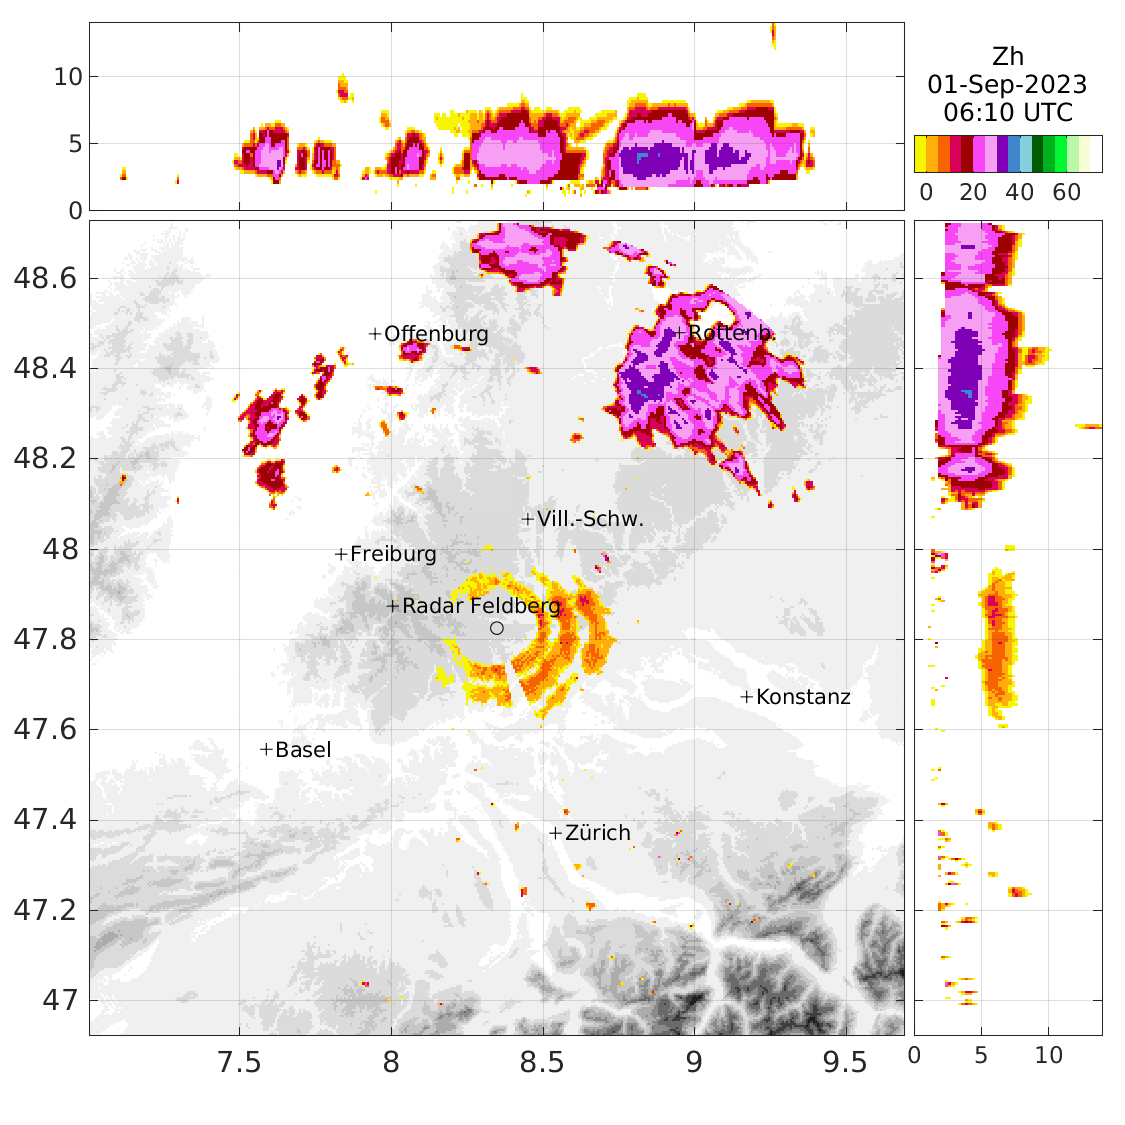 10
5
0
Zh
01-Sep-2023
06:10 UTC
0 20 40 60
48.6
48.4
48.2
48
47.8
47.6
47.4
47.2
47
Offenburg
Rottenb.
Vill.-Schw.
Freiburg
Radar Feldberg
Konstanz
Basel
Zürich
7.5 8 8.5 9 9.5
0 5 10